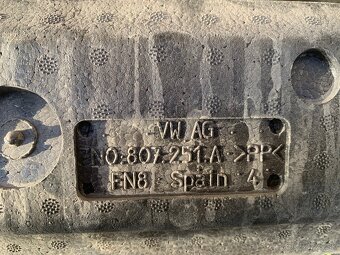 VW AG
NO.807.251.A >PP<
EN8 Spain 4